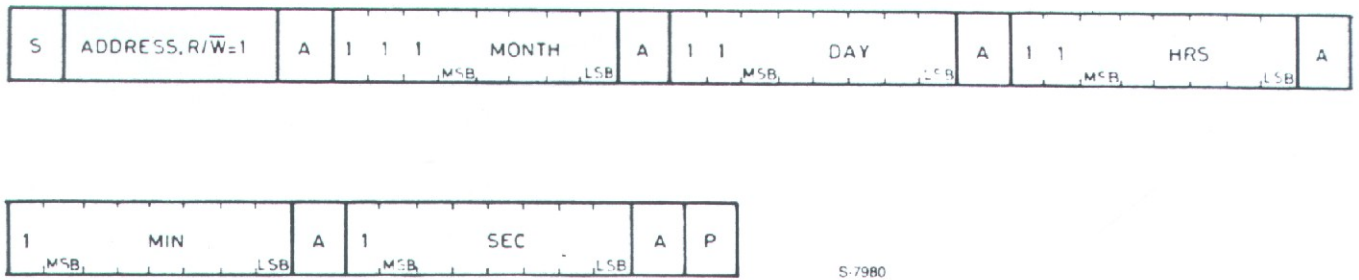 S ADDRESS, R/W̅=1 A 1 1 1 MONTH A 1 1 DAY A 1 1 HRS A
MSB LSB MSB LSB MSB LSB
1 MIN A 1 SEC A P
MSB LSB MSB LSB
S-7980